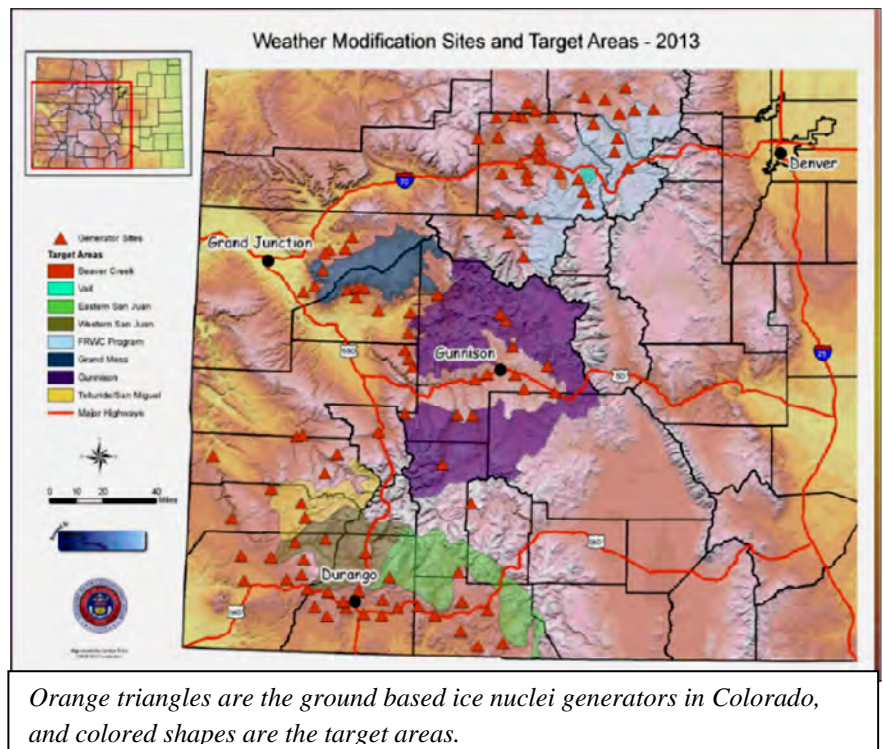 Weather Modification Sites and Target Areas - 2013
Denver
70
Grand Junction
Generator Sites
Target Areas
Beaver Creek
Vail
Eastern San Juan
Western San Juan
FRWC Program
Grand Mesa
Gunnison
Telluride/San Miguel
Major Highways
550
Gunnison
50
25
0 10 20 40
Miles
160
Durango
Orange triangles are the ground based ice nuclei generators in Colorado,
and colored shapes are the target areas.